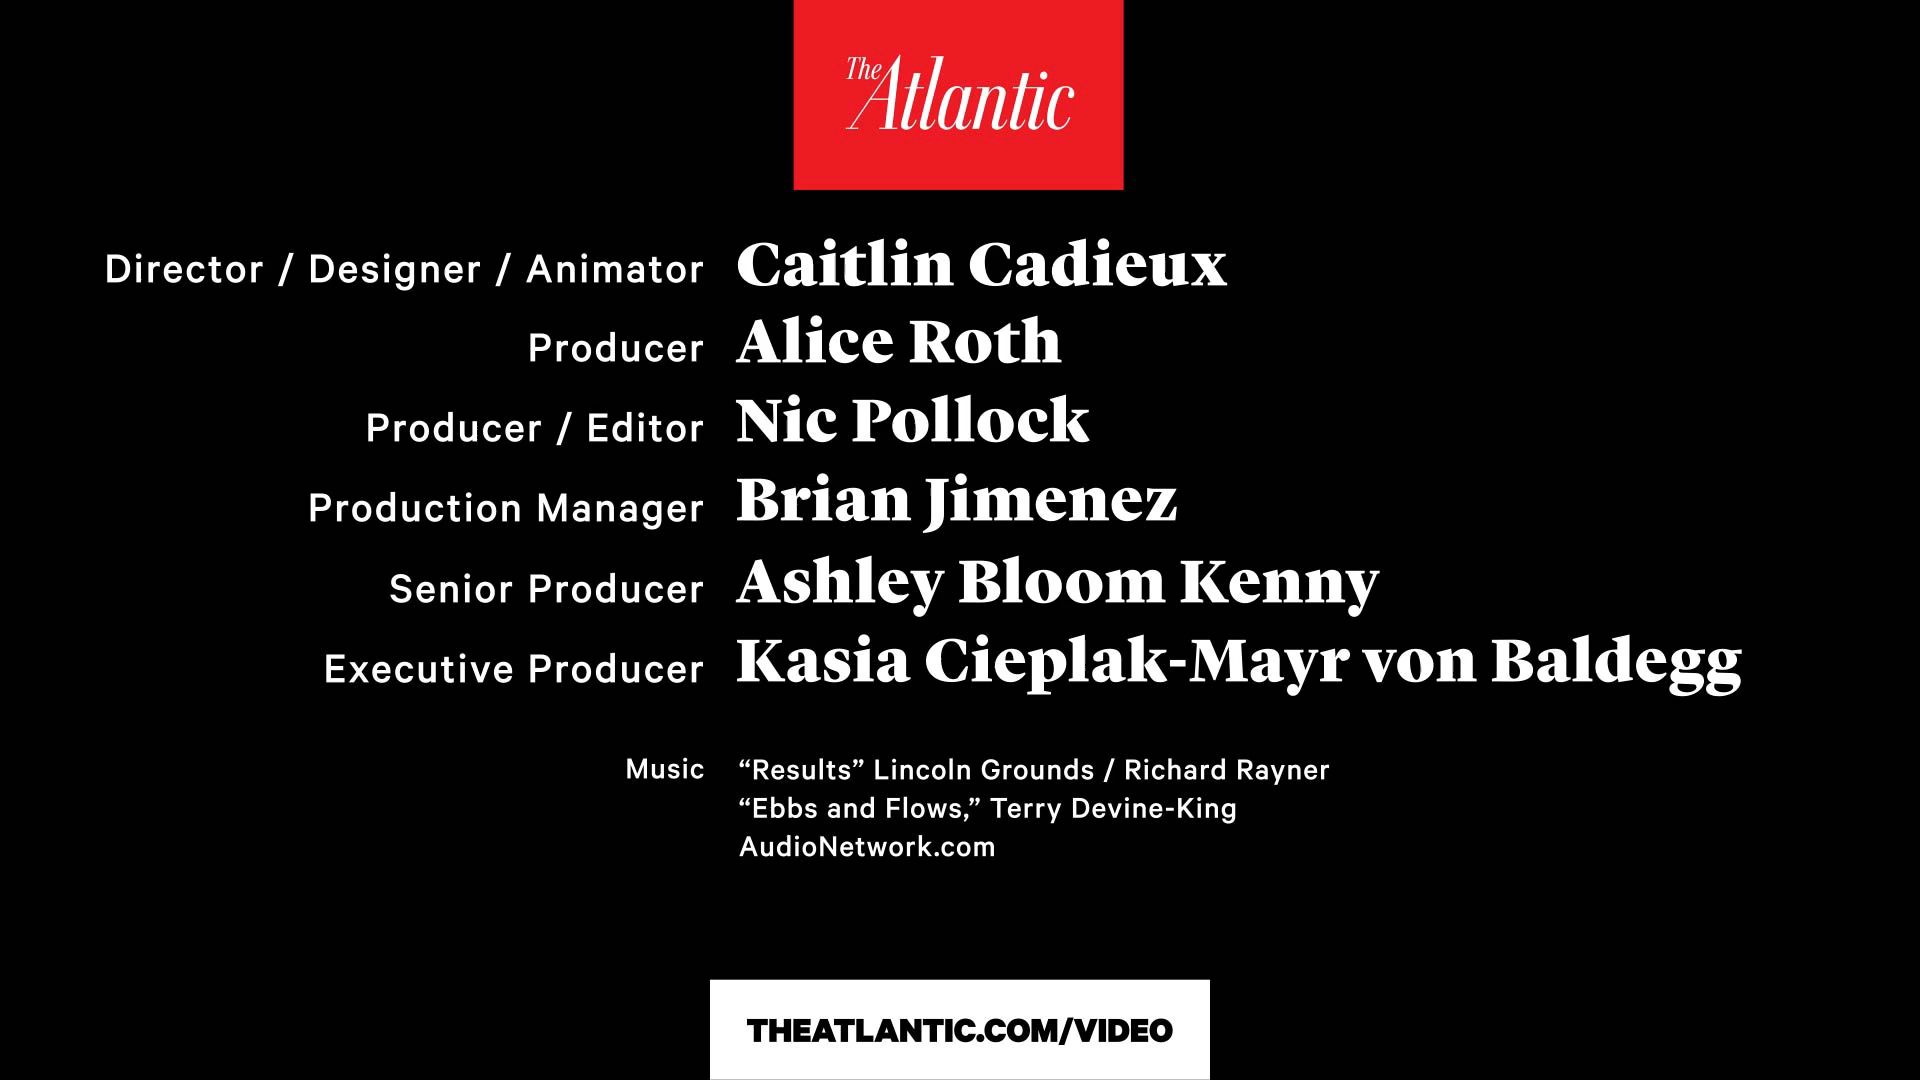 The Atlantic
Director / Designer / Animator Caitlin Cadieux
Producer Alice Roth
Producer / Editor Nic Pollock
Production Manager Brian Jimenez
Senior Producer Ashley Bloom Kenny
Executive Producer Kasia Cieplak-Mayr von Baldegg
Music “Results” Lincoln Grounds / Richard Rayner
“Ebbs and Flows,” Terry Devine-King
AudioNetwork.com
THEATLANTIC.COM/VIDEO